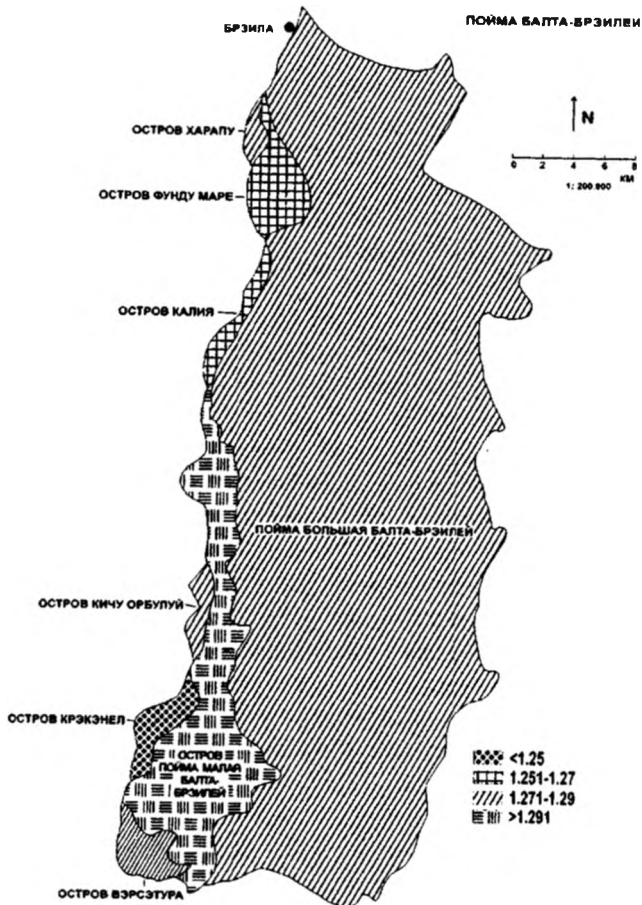 БРЗИЛА
ПОЙМА БАЛТА-БРЭИЛЕЙ
N
ОСТРОВ ХАРАПУ
0 2 4 6 8
КМ
1: 200.000
ОСТРОВ ФУНДУ МАРЕ
ОСТРОВ КАЛИЯ
ПОЙМА БОЛЬШАЯ БАЛТА-БРЭИЛЕЙ
ОСТРОВ КИЧУ ОРБУЛУЙ
ОСТРОВ КРЭКЭНЕЛ
ОСТРОВ
ПОЙМА МАЛАЯ
БАЛТА-
БРЭИЛЕЙ
<1.25
1.251-1.27
1.271-1.29
>1.291
ОСТРОВ ВЭРСЭТУРА